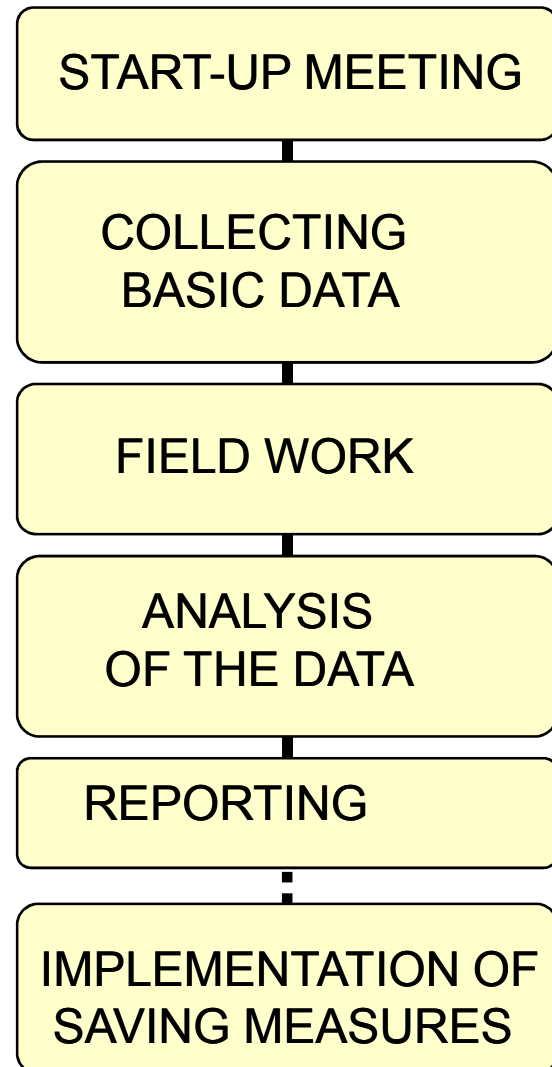 START-UP MEETING
COLLECTING
BASIC DATA
FIELD WORK
ANALYSIS
OF THE DATA
REPORTING
IMPLEMENTATION OF
SAVING MEASURES